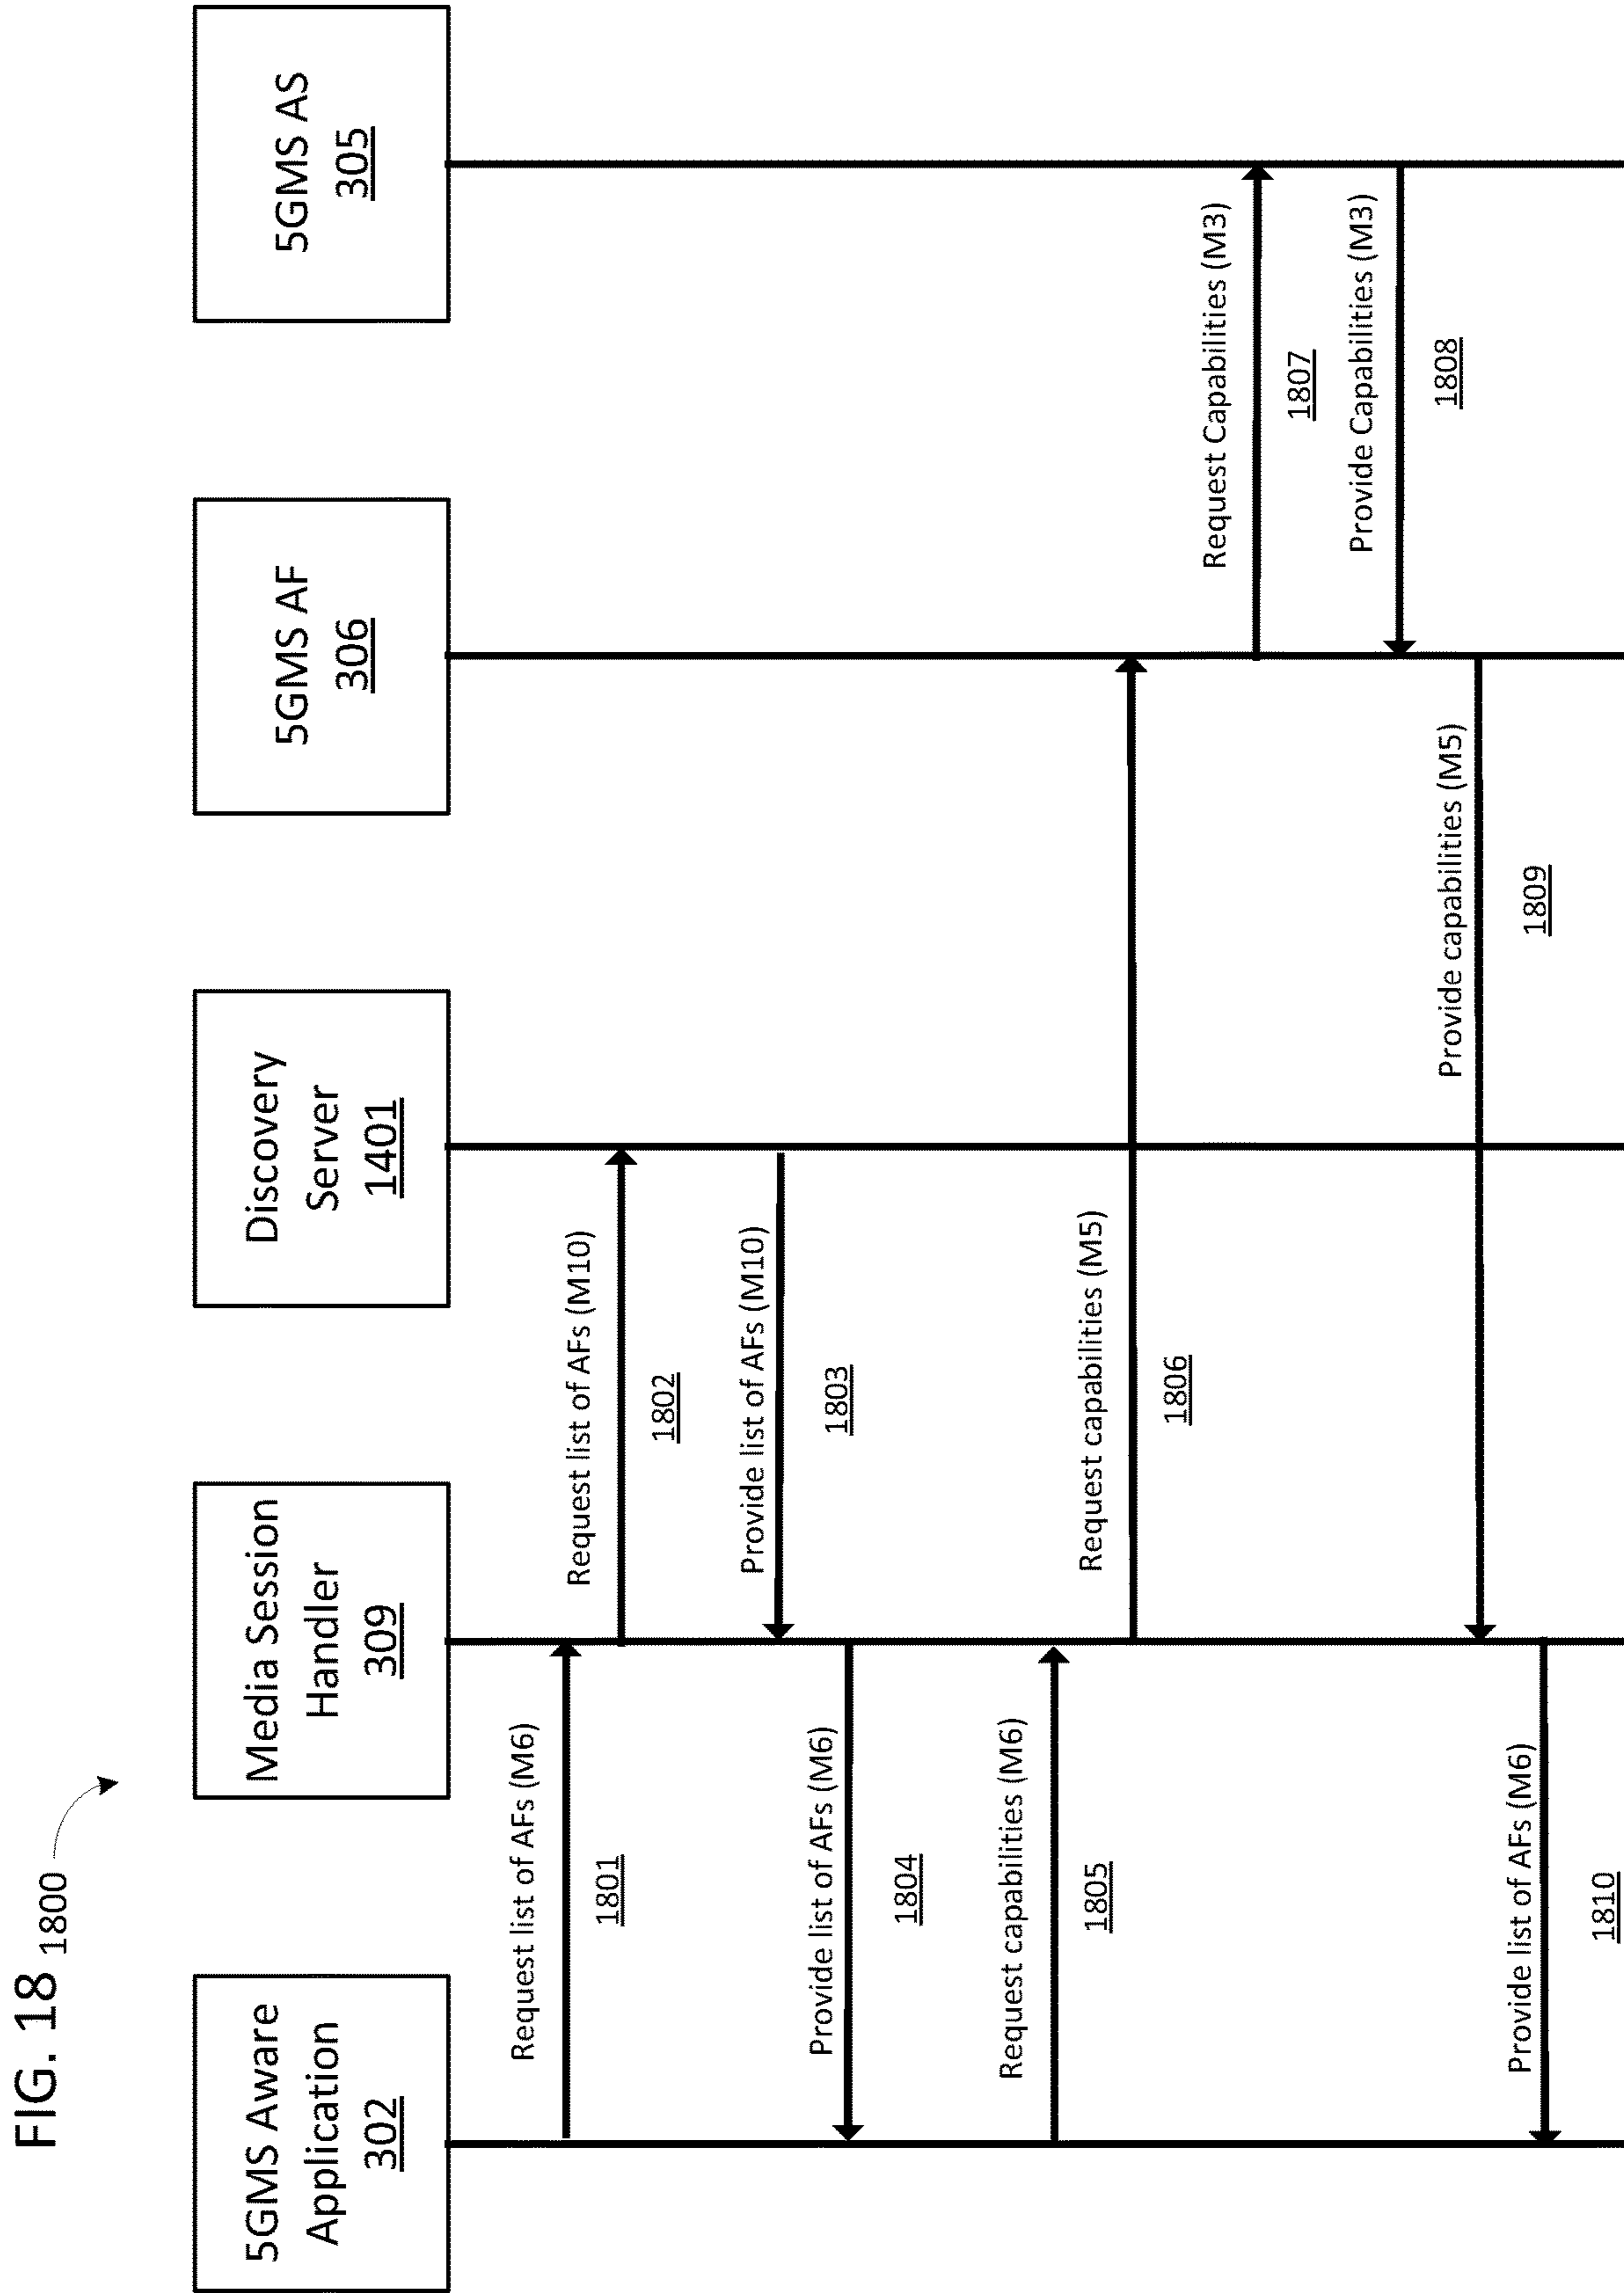 FIG. 18
1800
5GMS Aware
Application
302
Media Session
Handler
309
Discovery
Server
1401
5GMS AF
306
5GMS AS
305
Request list of AFs (M6)
1801
Request list of AFs (M10)
1802
Provide list of AFs (M10)
1803
Provide list of AFs (M6)
1804
Request capabilities (M6)
1805
Request capabilities (M5)
1806
Request Capabilities (M3)
1807
Provide Capabilities (M3)
1808
Provide capabilities (M5)
1809
Provide list of AFs (M6)
1810